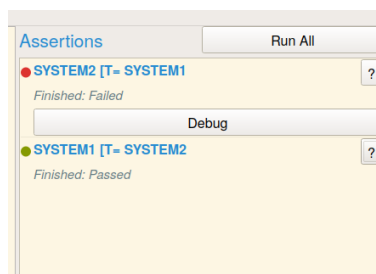 Assertions
Run All
SYSTEM2 [T= SYSTEM1
?
Finished: Failed
Debug
SYSTEM1 [T= SYSTEM2
?
Finished: Passed